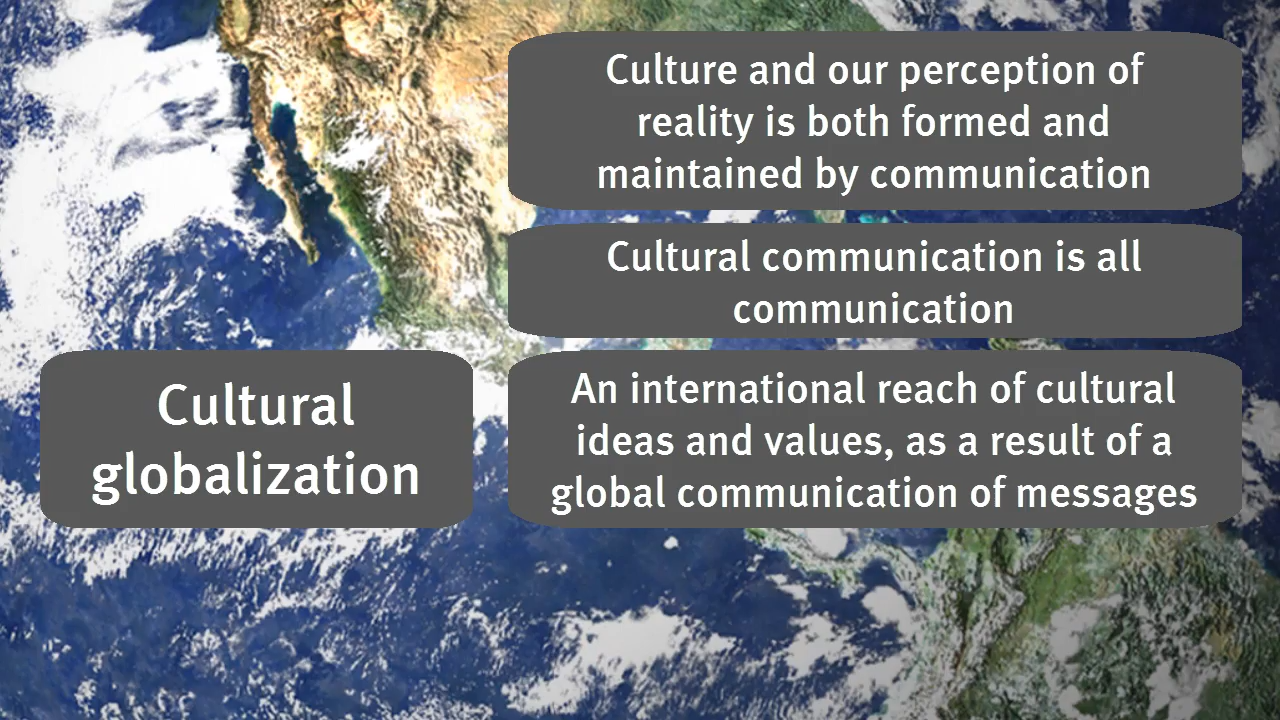 Culture and our perception of
reality is both formed and
maintained by communication
Cultural communication is all
communication
Cultural
globalization
An international reach of cultural
ideas and values, as a result of a
global communication of messages